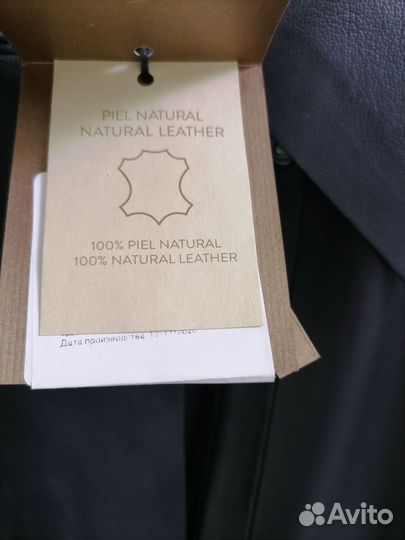 PIEL NATURAL
NATURAL LEATHER
100% PIEL NATURAL
100% NATURAL LEATHER
Дата производства
Avito